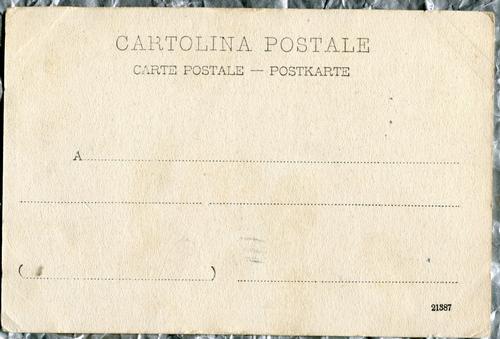 CARTOLINA POSTALE
CARTE POSTALE — POSTKARTE
A
( )
21387